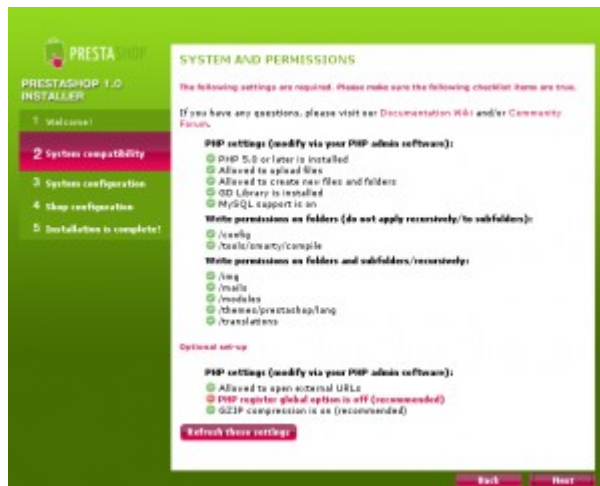 PRESTASHOP
PRESTASHOP 1.0
INSTALLER
1 Welcome!
2 System compatibility
3 System configuration
4 Shop configuration
5 Installation is complete!
SYSTEM AND PERMISSIONS
The following settings are required. Please make sure the following checklist items are true.
If you have any questions, please visit our Documentation Wiki and/or Community
Forum.
PHP settings (modify via your PHP admin software):
PHP 5.0 or later is installed
Allowed to upload files
Allowed to create new files and folders
GD Library is installed
MySQL support is on
Write permissions on folders (do not apply recursively/to subfolders):
/config
/tools/smarty/compile
Write permissions on folders and subfolders/recursively:
/img
/mails
/modules
/themes/prestashop/lang
/translations
Optional set-up
PHP settings (modify via your PHP admin software):
Allowed to open external URLs
PHP register global option is off (recommended)
GZIP compression is on (recommended)
Refresh these settings
Back Next